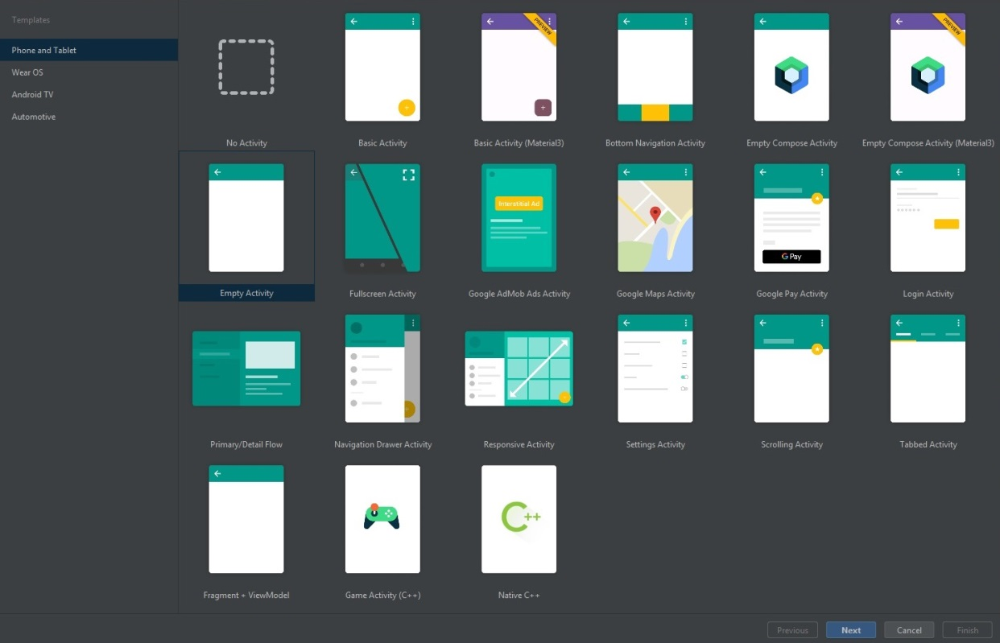 Templates
Phone and Tablet
Wear OS
Android TV
Automotive
PREVIEW
PREVIEW
No Activity
Basic Activity
Basic Activity (Material3)
Bottom Navigation Activity
Empty Compose Activity
Empty Compose Activity (Material3)
Interstitial Ad
G Pay
Empty Activity
Fullscreen Activity
Google AdMob Ads Activity
Google Maps Activity
Google Pay Activity
Login Activity
Primary/Detail Flow
Navigation Drawer Activity
Responsive Activity
Settings Activity
Scrolling Activity
Tabbed Activity
C++
Fragment + ViewModel
Game Activity (C++)
Native C++
Previous
Next
Cancel
Finish